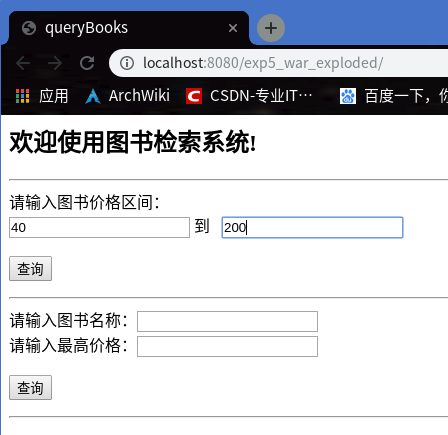 queryBooks
localhost:8080/exp5_war_exploded/
应用 ArchWiki CSDN-专业IT… 百度一下，
欢迎使用图书检索系统!
请输入图书价格区间：
40 到 200
查询
请输入图书名称：
请输入最高价格：
查询